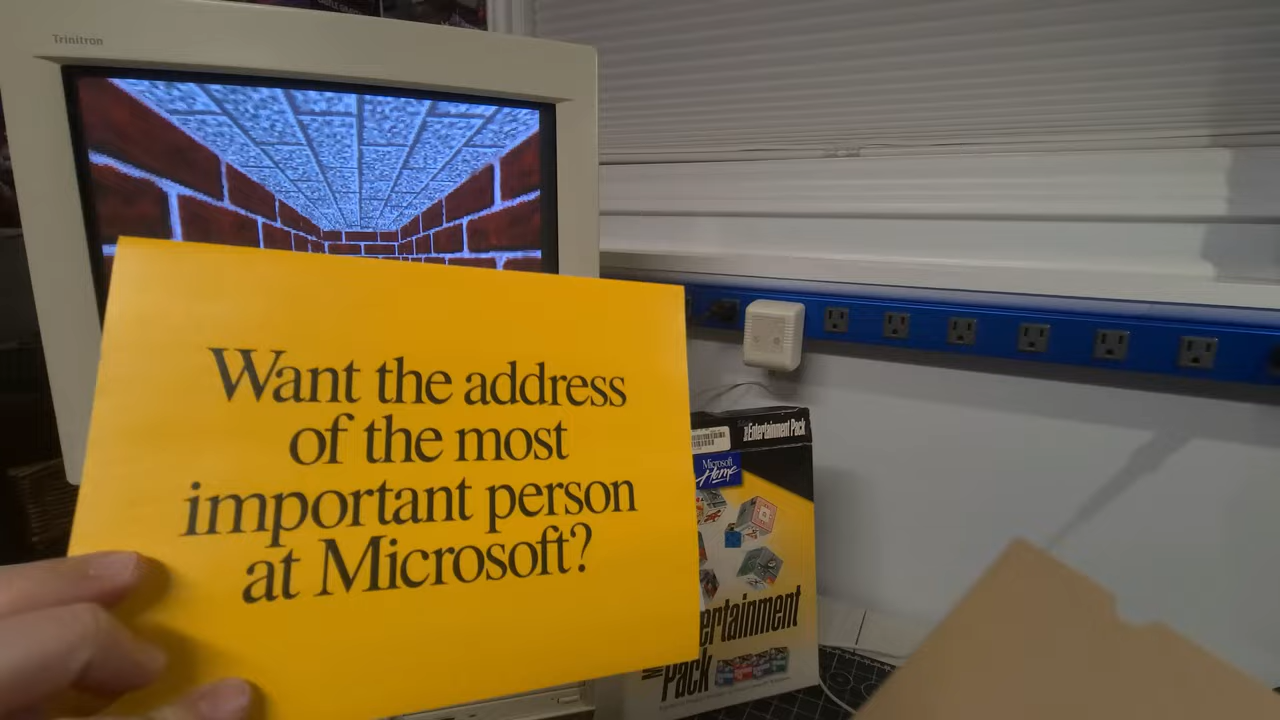 Trinitron
Want the address
of the most
important person
at Microsoft?
Entertainment Pack
Microsoft
Home
ertainment
Pack